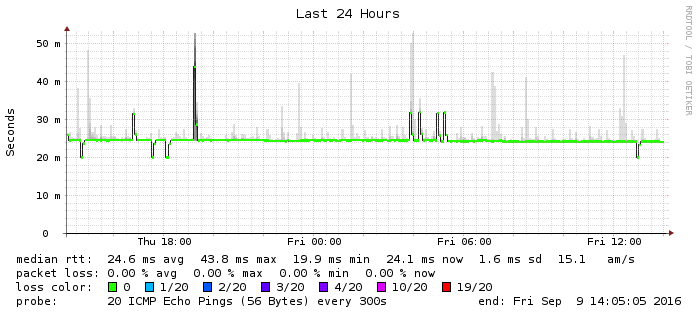 Last 24 Hours
RRDTOOL / TOBI OETIKER
Seconds
50 m
40 m
30 m
20 m
10 m
0
Thu 18:00 Fri 00:00 Fri 06:00 Fri 12:00
median rtt: 24.6 ms avg 43.8 ms max 19.9 ms min 24.1 ms now 1.6 ms sd 15.1 am/s
packet loss: 0.00 % avg 0.00 % max 0.00 % min 0.00 % now
loss color: 0 1/20 2/20 3/20 4/20 10/20 19/20
probe: 20 ICMP Echo Pings (56 Bytes) every 300s end: Fri Sep 9 14:05:05 2016